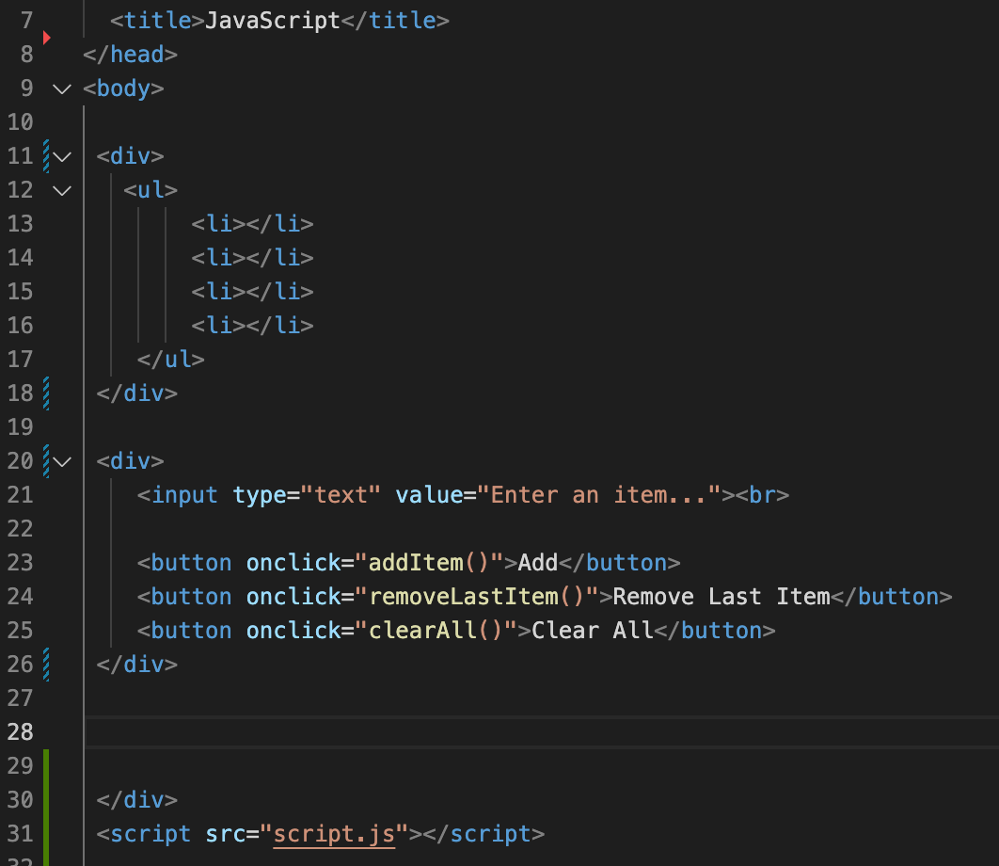 7 <title>JavaScript</title>
8 </head>
9 <body>
10
11 <div>
12 <ul>
13 <li></li>
14 <li></li>
15 <li></li>
16 <li></li>
17 </ul>
18 </div>
19
20 <div>
21 <input type="text" value="Enter an item..."><br>
22
23 <button onclick="addItem()">Add</button>
24 <button onclick="removeLastItem()">Remove Last Item</button>
25 <button onclick="clearAll()">Clear All</button>
26 </div>
27
28
29
30 </div>
31 <script src="script.js"></script>
32